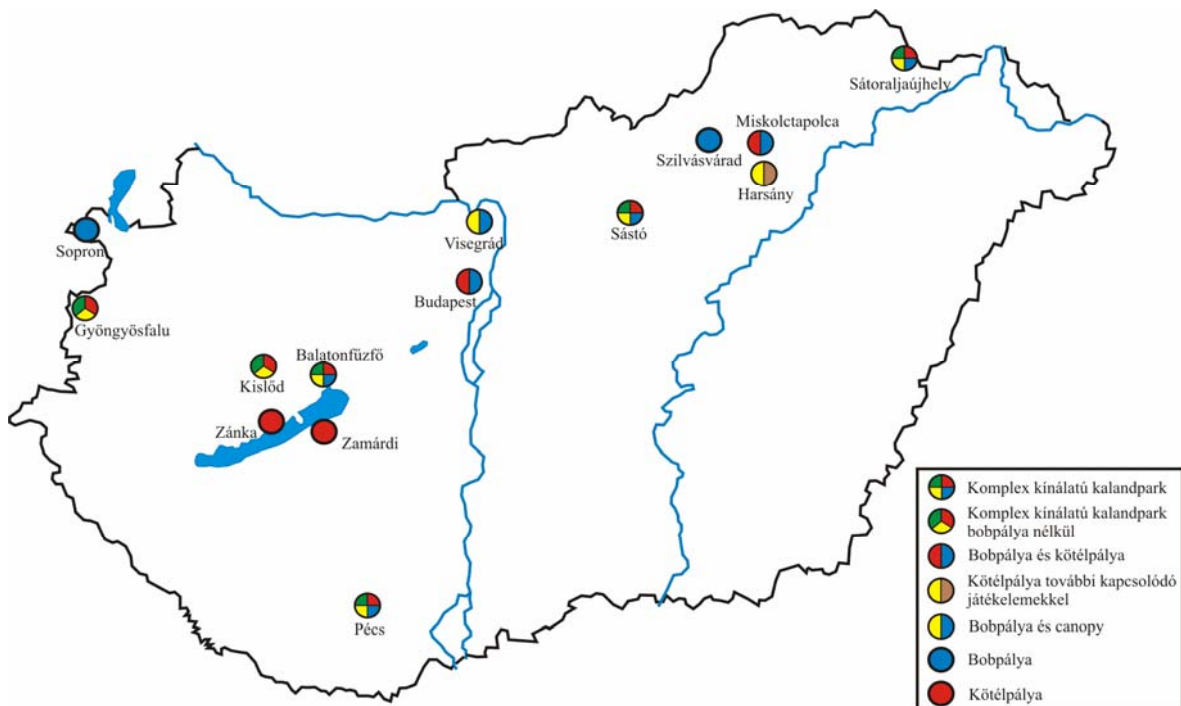 Sátoraljaújhely
Miskolctapolca
Szilvásvárad
Harsány
Sástó
Visegrád
Sopron
Budapest
Gyöngyösfalu
Balatonfűzfő
Kislőd
Zánka
Zamárdi
Pécs
Komplex kínálatú kalandpark
Komplex kínálatú kalandpark
bobpálya nélkül
Bobpálya és kötélpálya
Kötélpálya további kapcsolódó
játékelemekkel
Bobpálya és canopy
Bobpálya
Kötélpálya